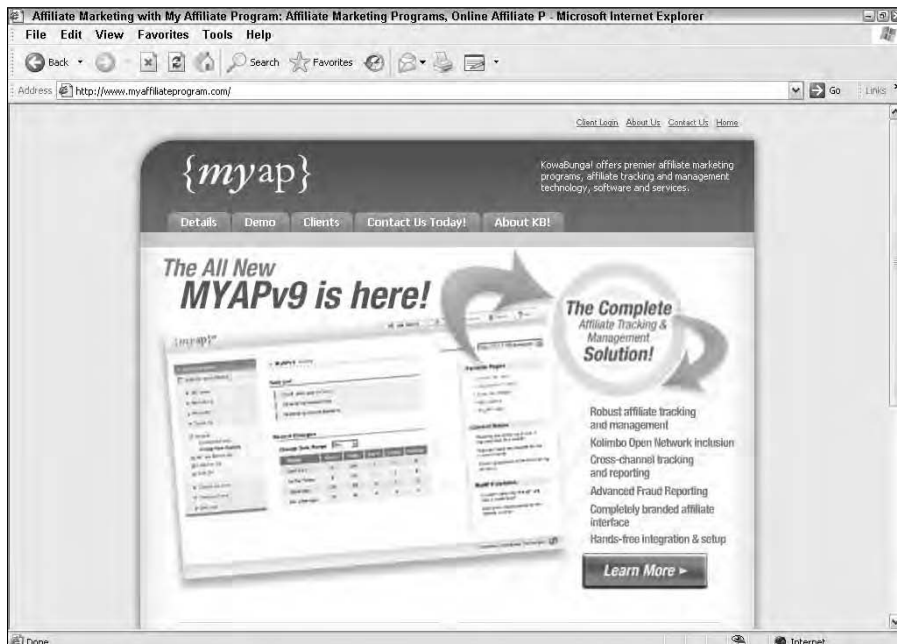 Affiliate Marketing with My Affiliate Program: Affiliate Marketing Programs, Online Affiliate P - Microsoft Internet Explorer
File Edit View Favorites Tools Help
Back Search Favorites
Address http://www.myaffiliateprogram.com/ Go Links
Client Login About Us Contact Us Home
{myap}
KowaBunga! offers premier affiliate marketing
programs, affiliate tracking and management
technology, software and services.
Details Demo Clients Contact Us Today! About KB!
The All New
MYAPv9 is here!
The Complete
Affiliate Tracking &
Management
Solution!
Robust affiliate tracking
and management
Kolimbo Open Network inclusion
Cross-channel tracking
and reporting
Advanced Fraud Reporting
Completely branded affiliate
interface
Hands-free integration & setup
Learn More
Done Internet